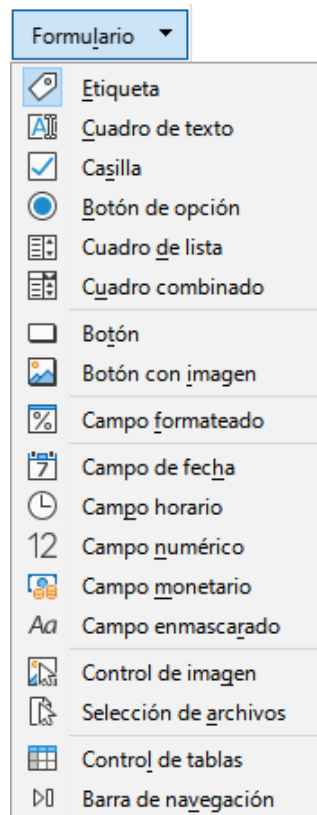 Formulario
Etiqueta
Cuadro de texto
Casilla
Botón de opción
Cuadro de lista
Cuadro combinado
Botón
Botón con imagen
Campo formateado
Campo de fecha
Campo horario
12 Campo numérico
Campo monetario
Aa Campo enmascarado
Control de imagen
Selección de archivos
Control de tablas
Barra de navegación